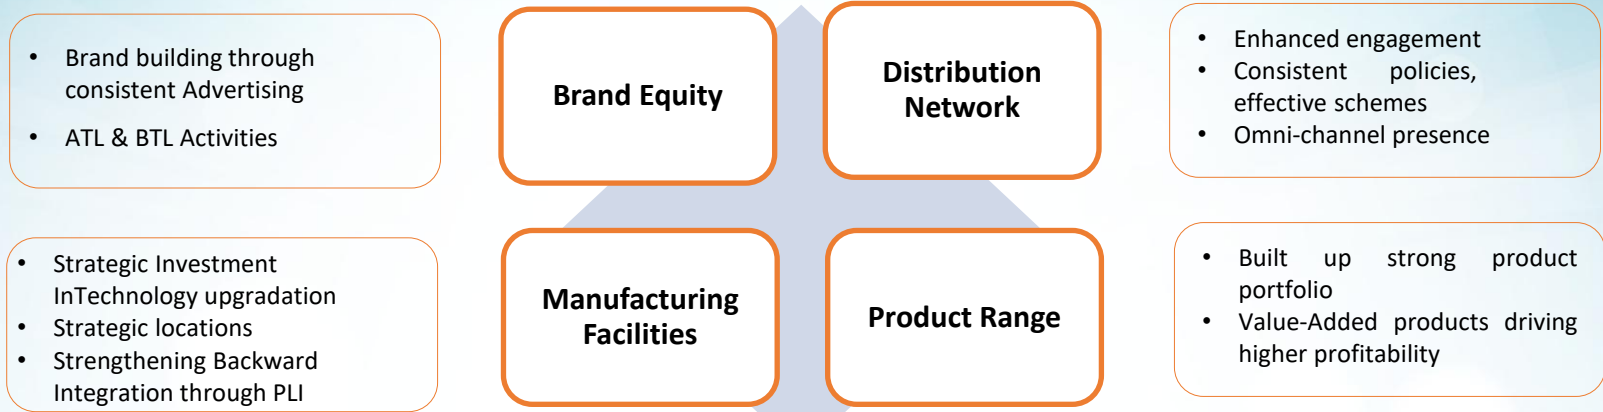 • Brand building through
consistent Advertising
• ATL & BTL Activities
Brand Equity
Distribution
Network
• Enhanced engagement
• Consistent policies,
effective schemes
• Omni-channel presence
• Strategic Investment
InTechnology upgradation
• Strategic locations
• Strengthening Backward
Integration through PLI
Manufacturing
Facilities
Product Range
• Built up strong product
portfolio
• Value-Added products driving
higher profitability